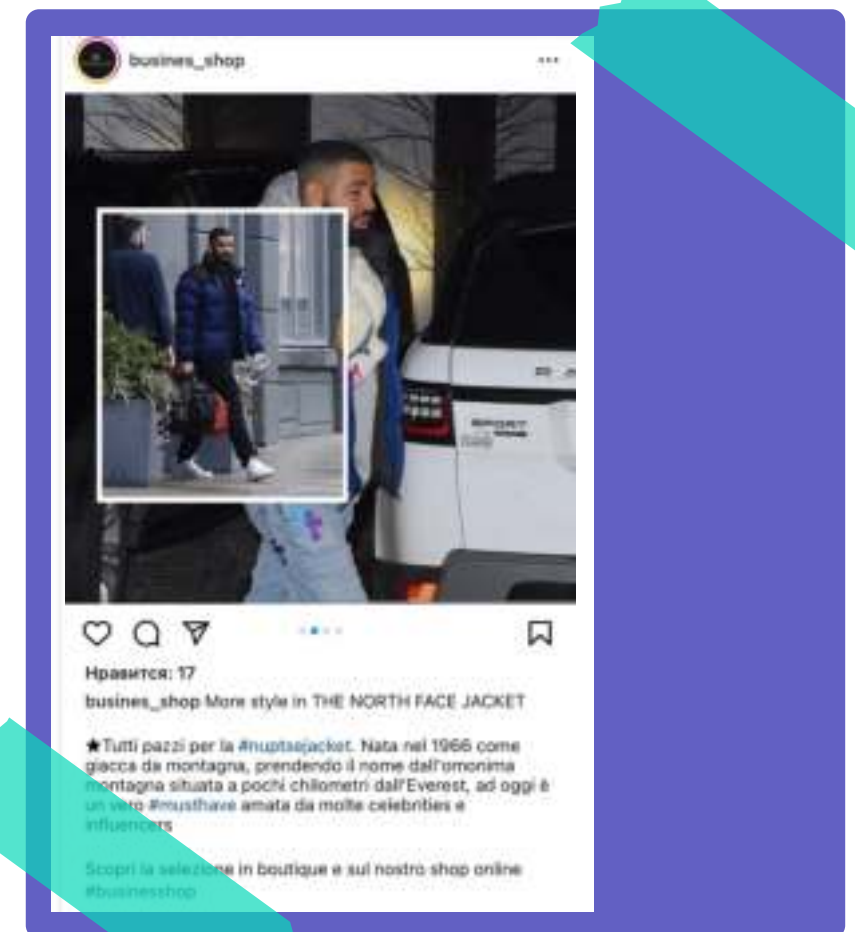 busines_shop
SPORT
Нравится: 17
busines_shop More style in THE NORTH FACE JACKET
★Tutti pazzi per la #nuptsejacket. Nata nel 1966 come
giacca da montagna, prendendo il nome dall'omonima
montagna situata a pochi chilometri dall'Everest, ad oggi è
un vero #musthave amata da molte celebrities e
influencers
Scopri la selezione in boutique e sul nostro shop online
#businesshop